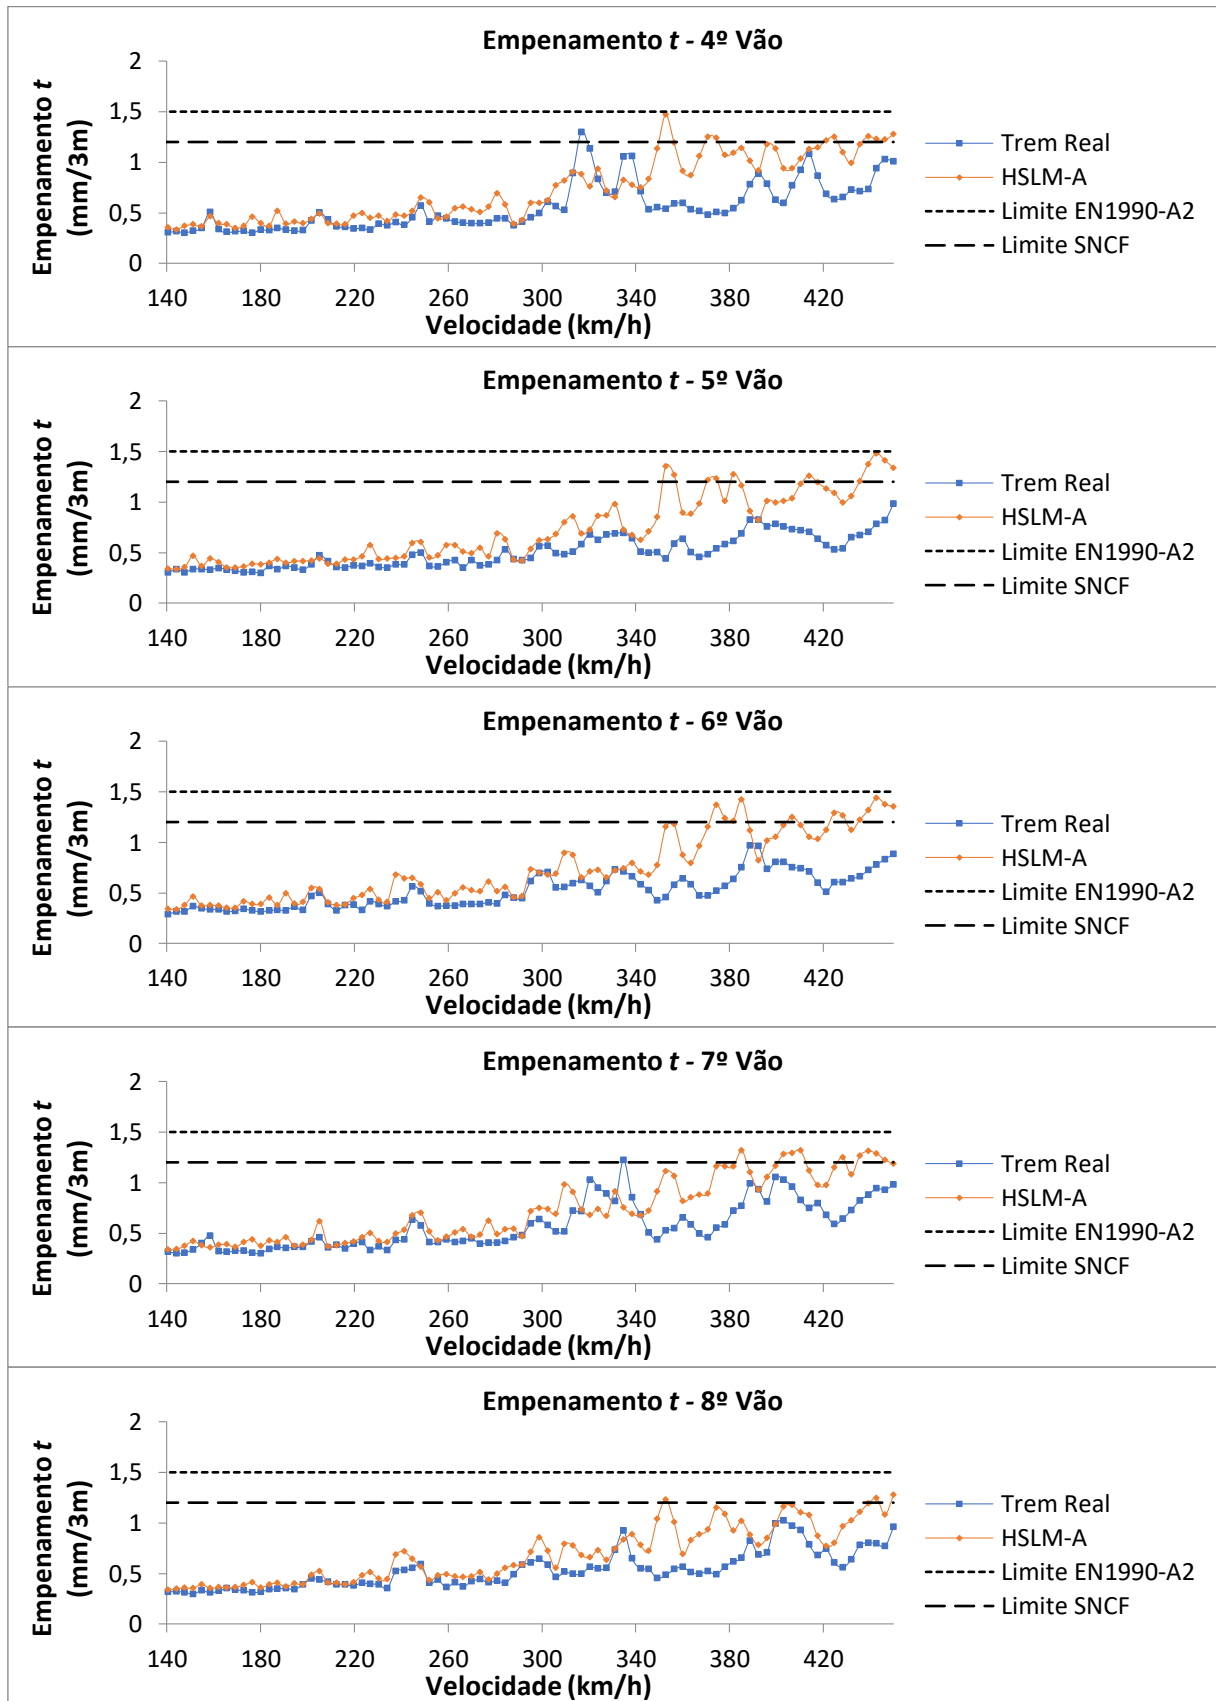 Empenamento t - 4º Vão
Empenamento t
(mm/3m)
2
1,5
1
0,5
0
140 180 220 260 300 340 380 420
Velocidade (km/h)
Trem Real
HSLM-A
Limite EN1990-A2
Limite SNCF
Empenamento t - 5º Vão
Empenamento t
(mm/3m)
2
1,5
1
0,5
0
140 180 220 260 300 340 380 420
Velocidade (km/h)
Trem Real
HSLM-A
Limite EN1990-A2
Limite SNCF
Empenamento t - 6º Vão
Empenamento t
(mm/3m)
2
1,5
1
0,5
0
140 180 220 260 300 340 380 420
Velocidade (km/h)
Trem Real
HSLM-A
Limite EN1990-A2
Limite SNCF
Empenamento t - 7º Vão
Empenamento t
(mm/3m)
2
1,5
1
0,5
0
140 180 220 260 300 340 380 420
Velocidade (km/h)
Trem Real
HSLM-A
Limite EN1990-A2
Limite SNCF
Empenamento t - 8º Vão
Empenamento t
(mm/3m)
2
1,5
1
0,5
0
140 180 220 260 300 340 380 420
Velocidade (km/h)
Trem Real
HSLM-A
Limite EN1990-A2
Limite SNCF